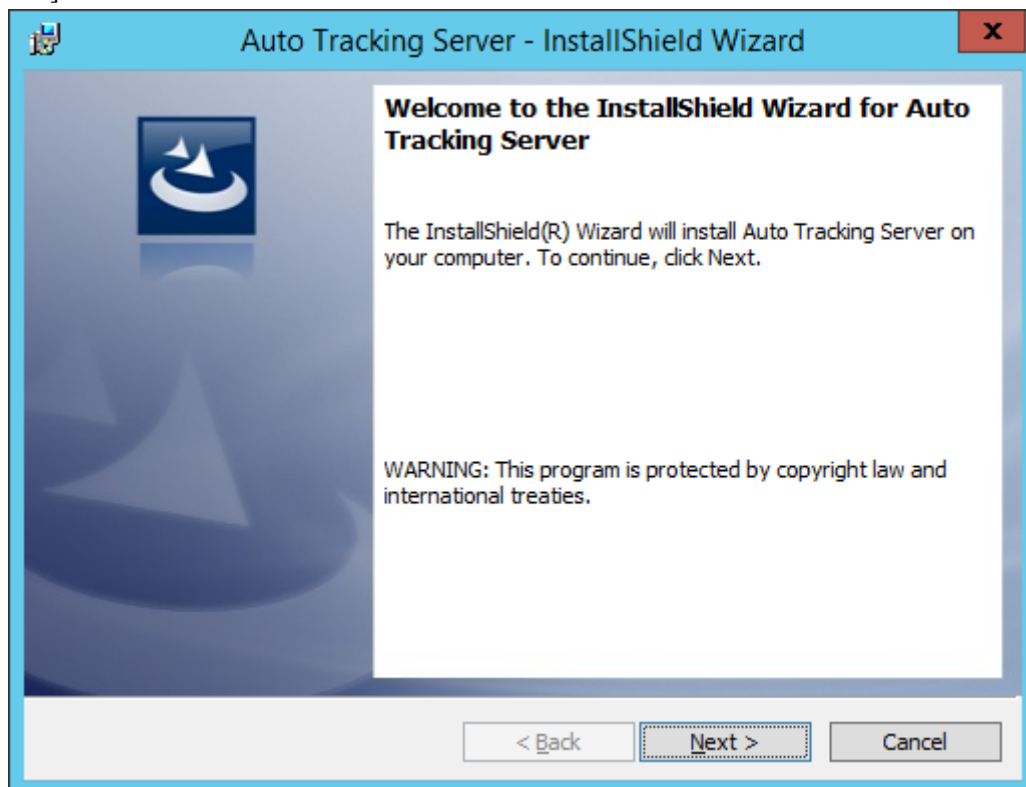 Auto Tracking Server - InstallShield Wizard
x
Welcome to the InstallShield Wizard for Auto
Tracking Server
The InstallShield(R) Wizard will install Auto Tracking Server on
your computer. To continue, click Next.
WARNING: This program is protected by copyright law and
international treaties.
< Back Next > Cancel